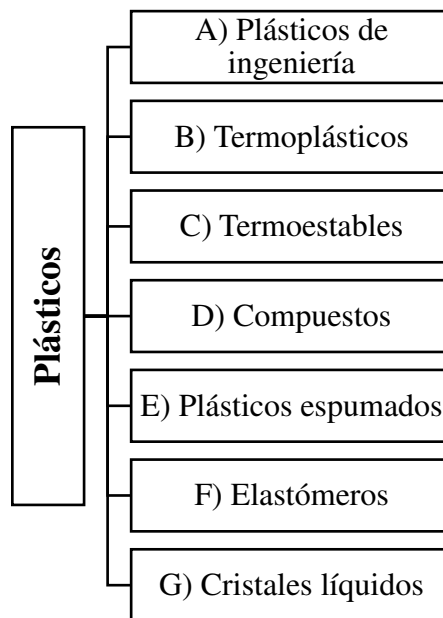 Plásticos
A) Plásticos de
ingeniería
B) Termoplásticos
C) Termoestables
D) Compuestos
E) Plásticos espumados
F) Elastómeros
G) Cristales líquidos